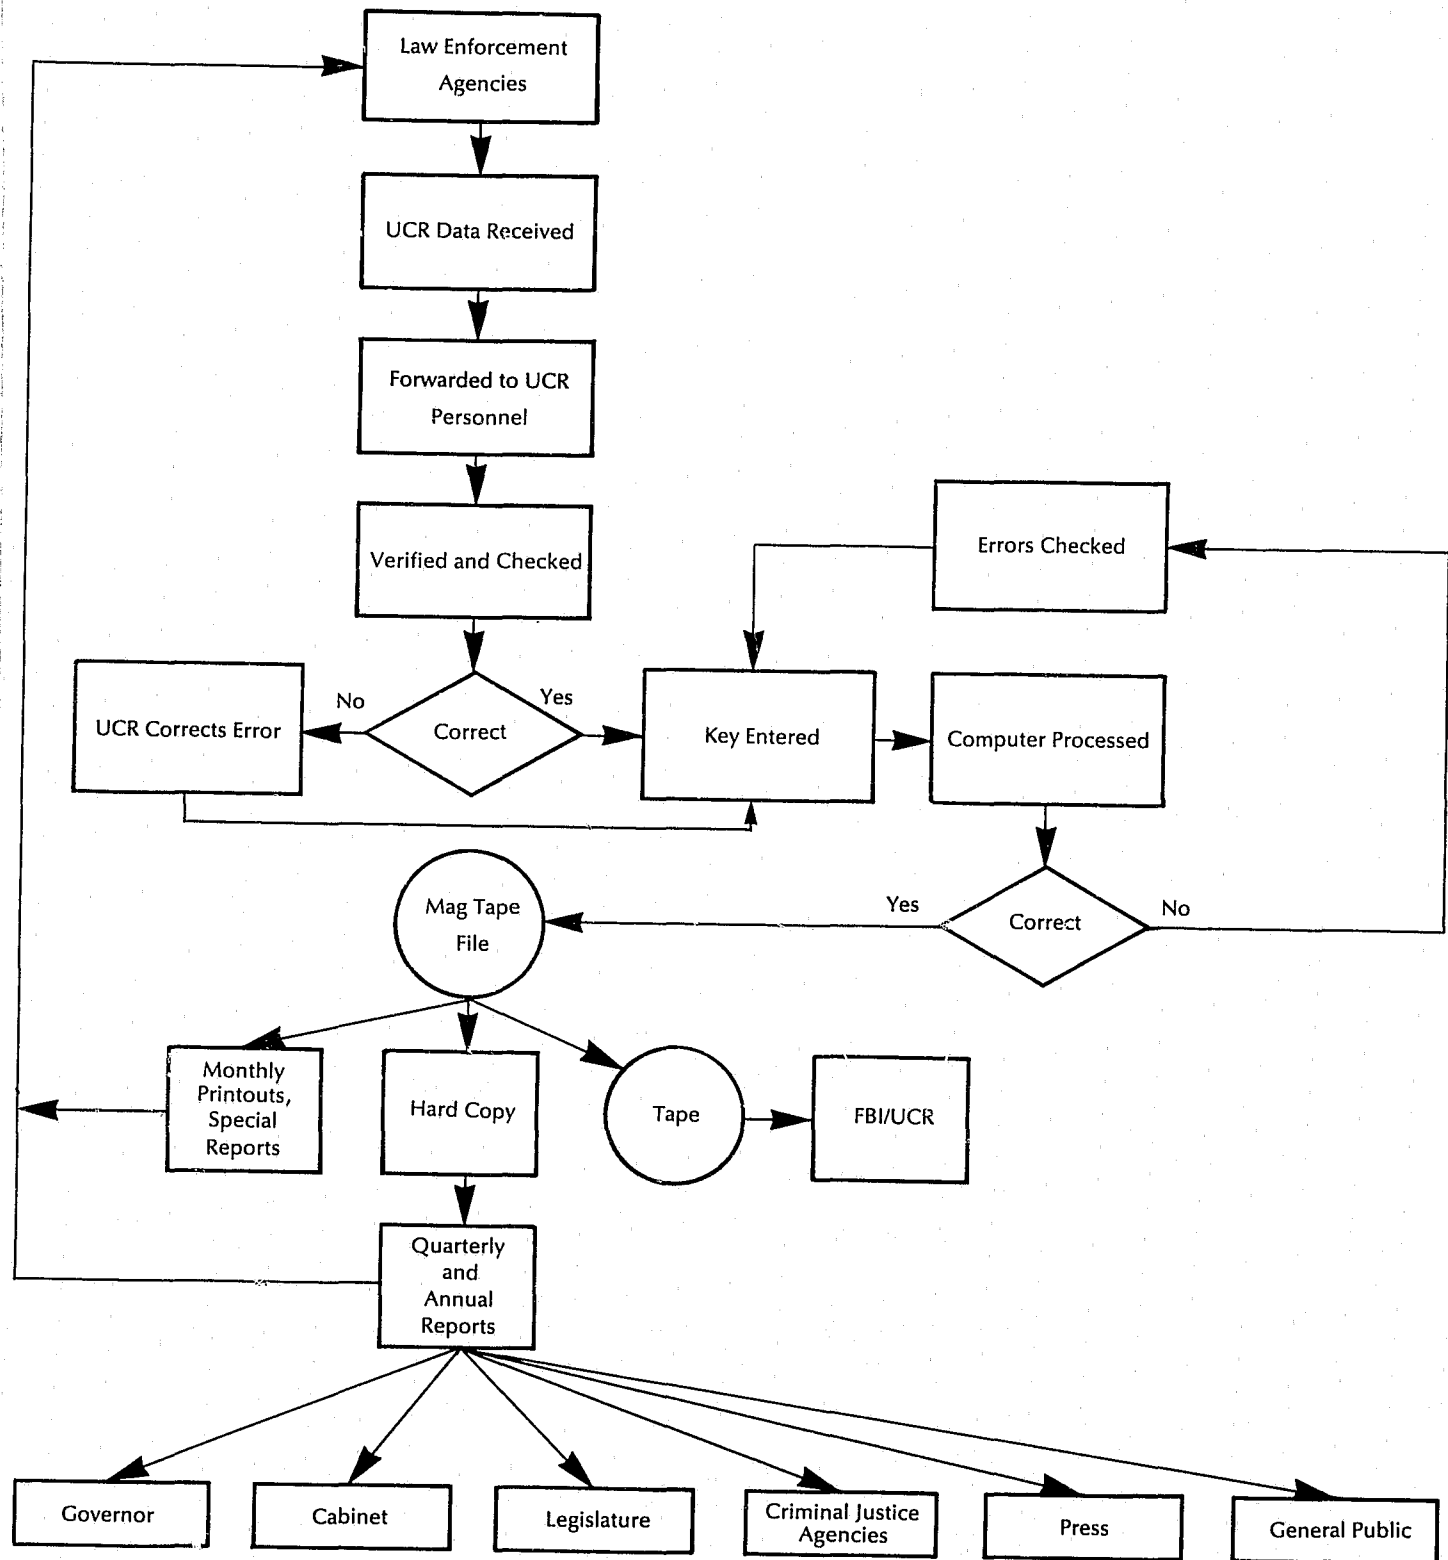 Law Enforcement
Agencies
UCR Data Received
Forwarded to UCR
Personnel
Verified and Checked
Errors Checked
No
Yes
UCR Corrects Error
Correct
Key Entered
Computer Processed
Mag Tape
File
Yes
Correct
No
Monthly
Printouts,
Special
Reports
Hard Copy
Tape
FBI/UCR
Quarterly
and
Annual
Reports
Governor
Cabinet
Legislature
Criminal Justice
Agencies
Press
General Public